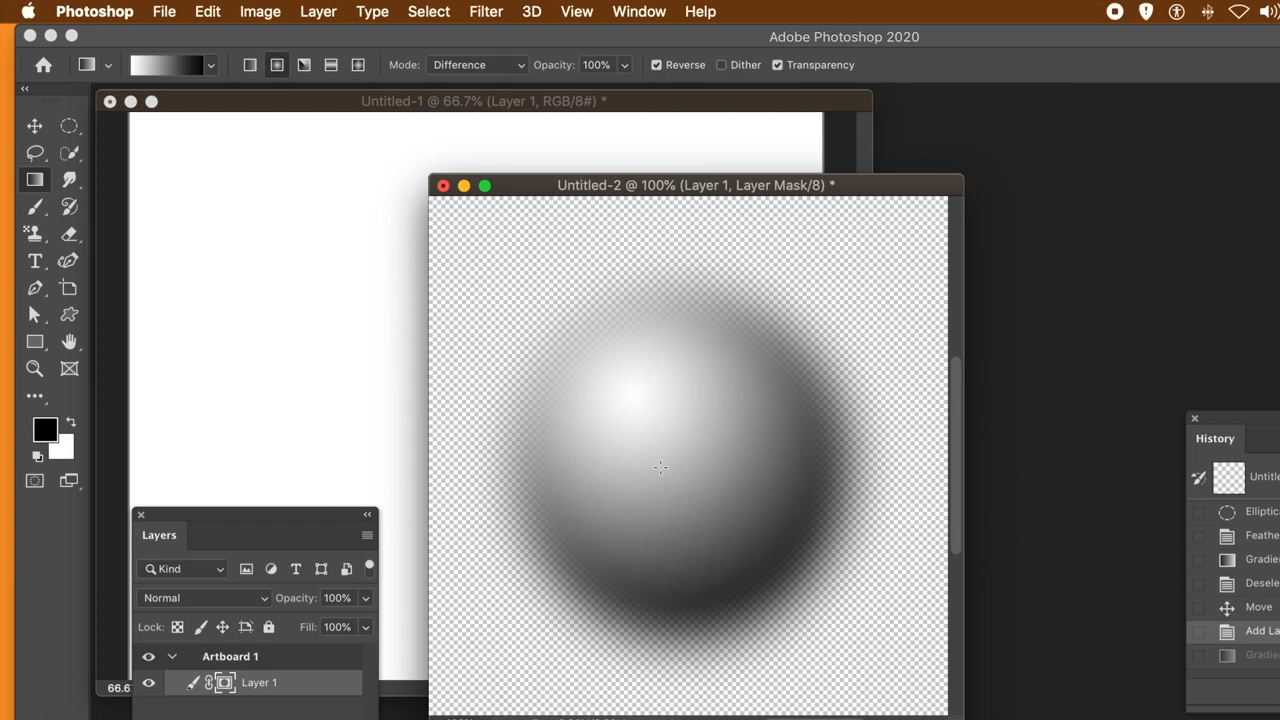 Photoshop File Edit Image Layer Type Select Filter 3D View Window Help
Adobe Photoshop 2020
Mode: Difference Opacity: 100% Reverse Dither Transparency
Untitled-1 @ 66.7% (Layer 1, RGB/8#) *
Untitled-2 @ 100% (Layer 1, Layer Mask/8) *
History
Untitle
Elliptic
Feathe
Gradie
Desele
Move
Add La
Gradie
Layers
Kind
Normal Opacity: 100%
Lock: Fill: 100%
Artboard 1
Layer 1
66.6